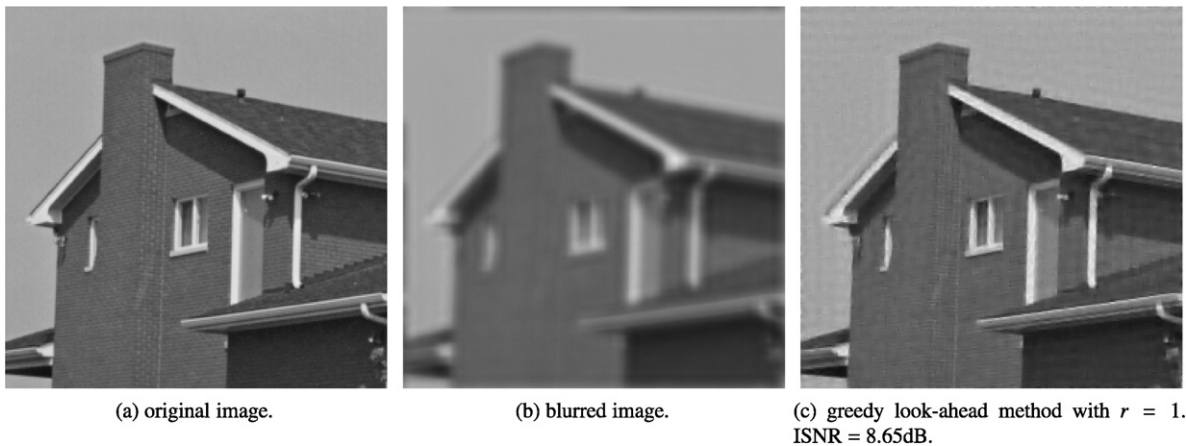 (a) original image.
(b) blurred image.
(c) greedy look-ahead method with r = 1.
ISNR = 8.65dB.